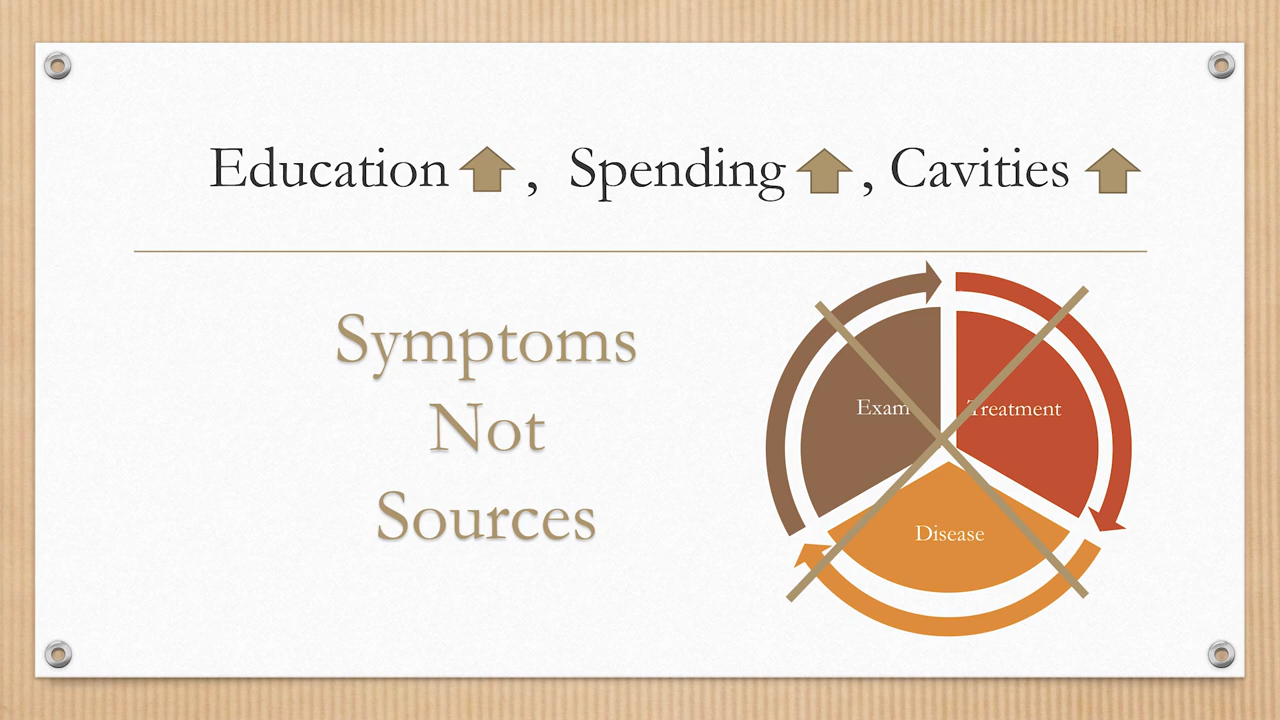 Education , Spending , Cavities
Symptoms
Not
Sources
Exam
Treatment
Disease